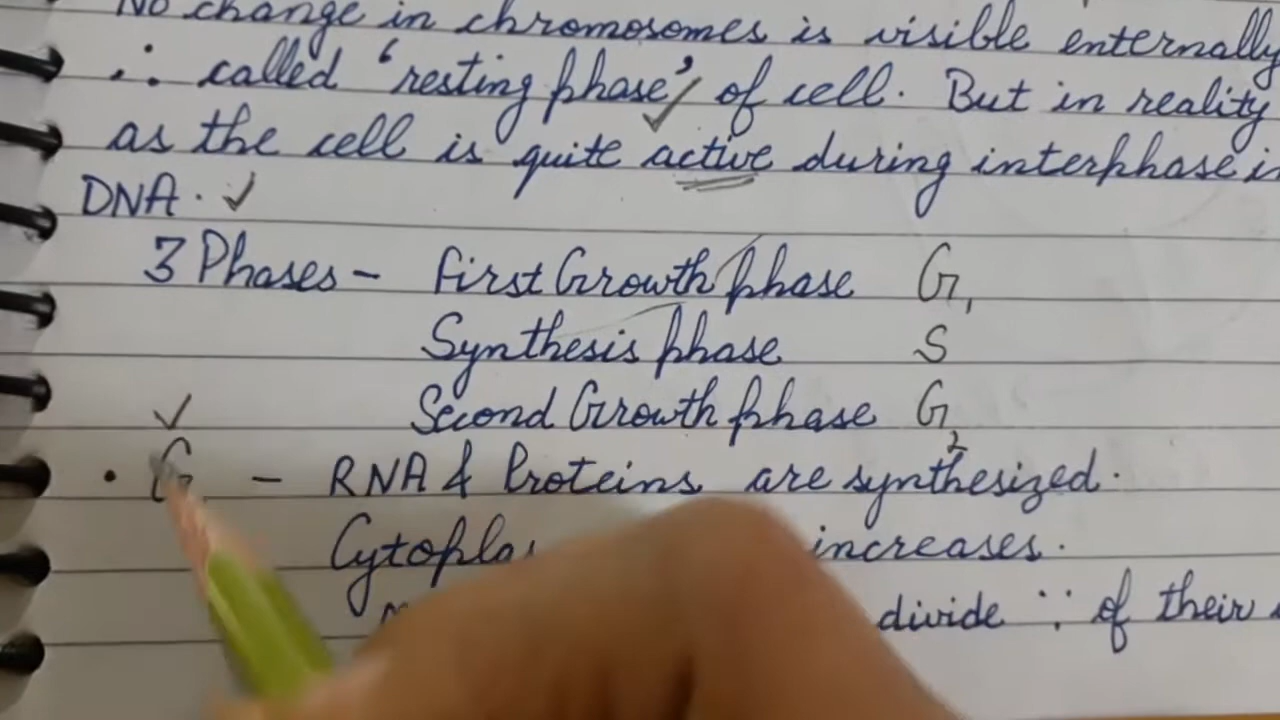 No change in chromosomes is visible enternally
∴ called 'resting phase' of cell. But in reality
as the cell is quite active during interphase in
DNA.
3 Phases - First Growth phase G1
Synthesis phase S
Second Growth phase G2
• G - RNA & Proteins are synthesized.
increases.
divide ∵ of their